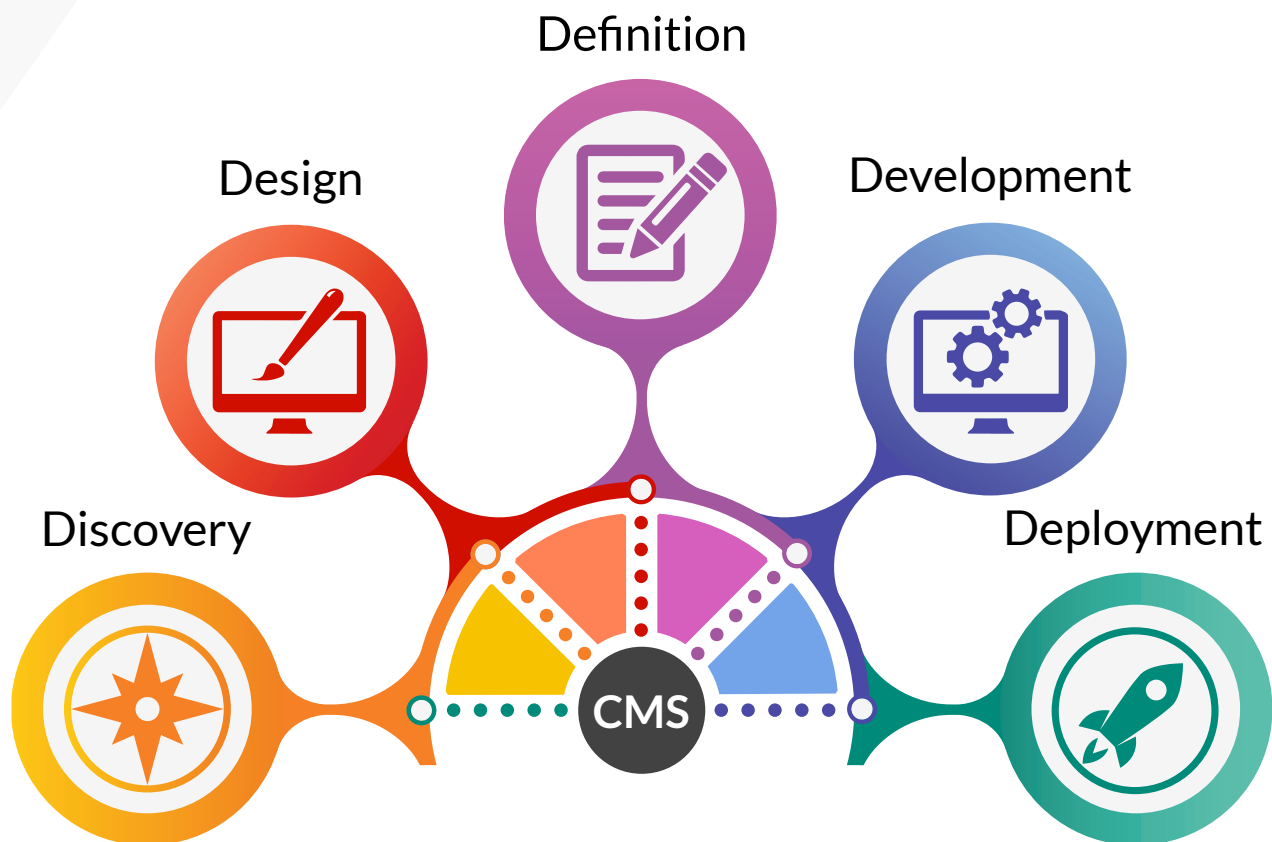 Definition
Design
Development
Discovery
Deployment
CMS